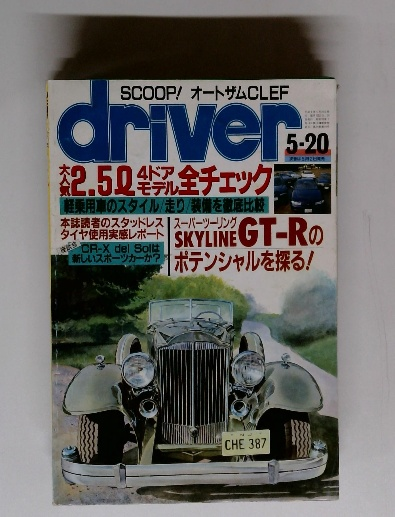 SCOOP! オートザムCLEF
driver
5-20
大人気2.5ℓ 4ドアモデル全チェック
軽乗用車のスタイル/走り/装備を徹底比較
本誌読者のスタッドレス
タイヤ使用実感レポート
CR-X del Solは
新しいスポーツカーか?
スーパーツーリング
SKYLINE GT-Rの
ポテンシャルを探る!
CHE 387